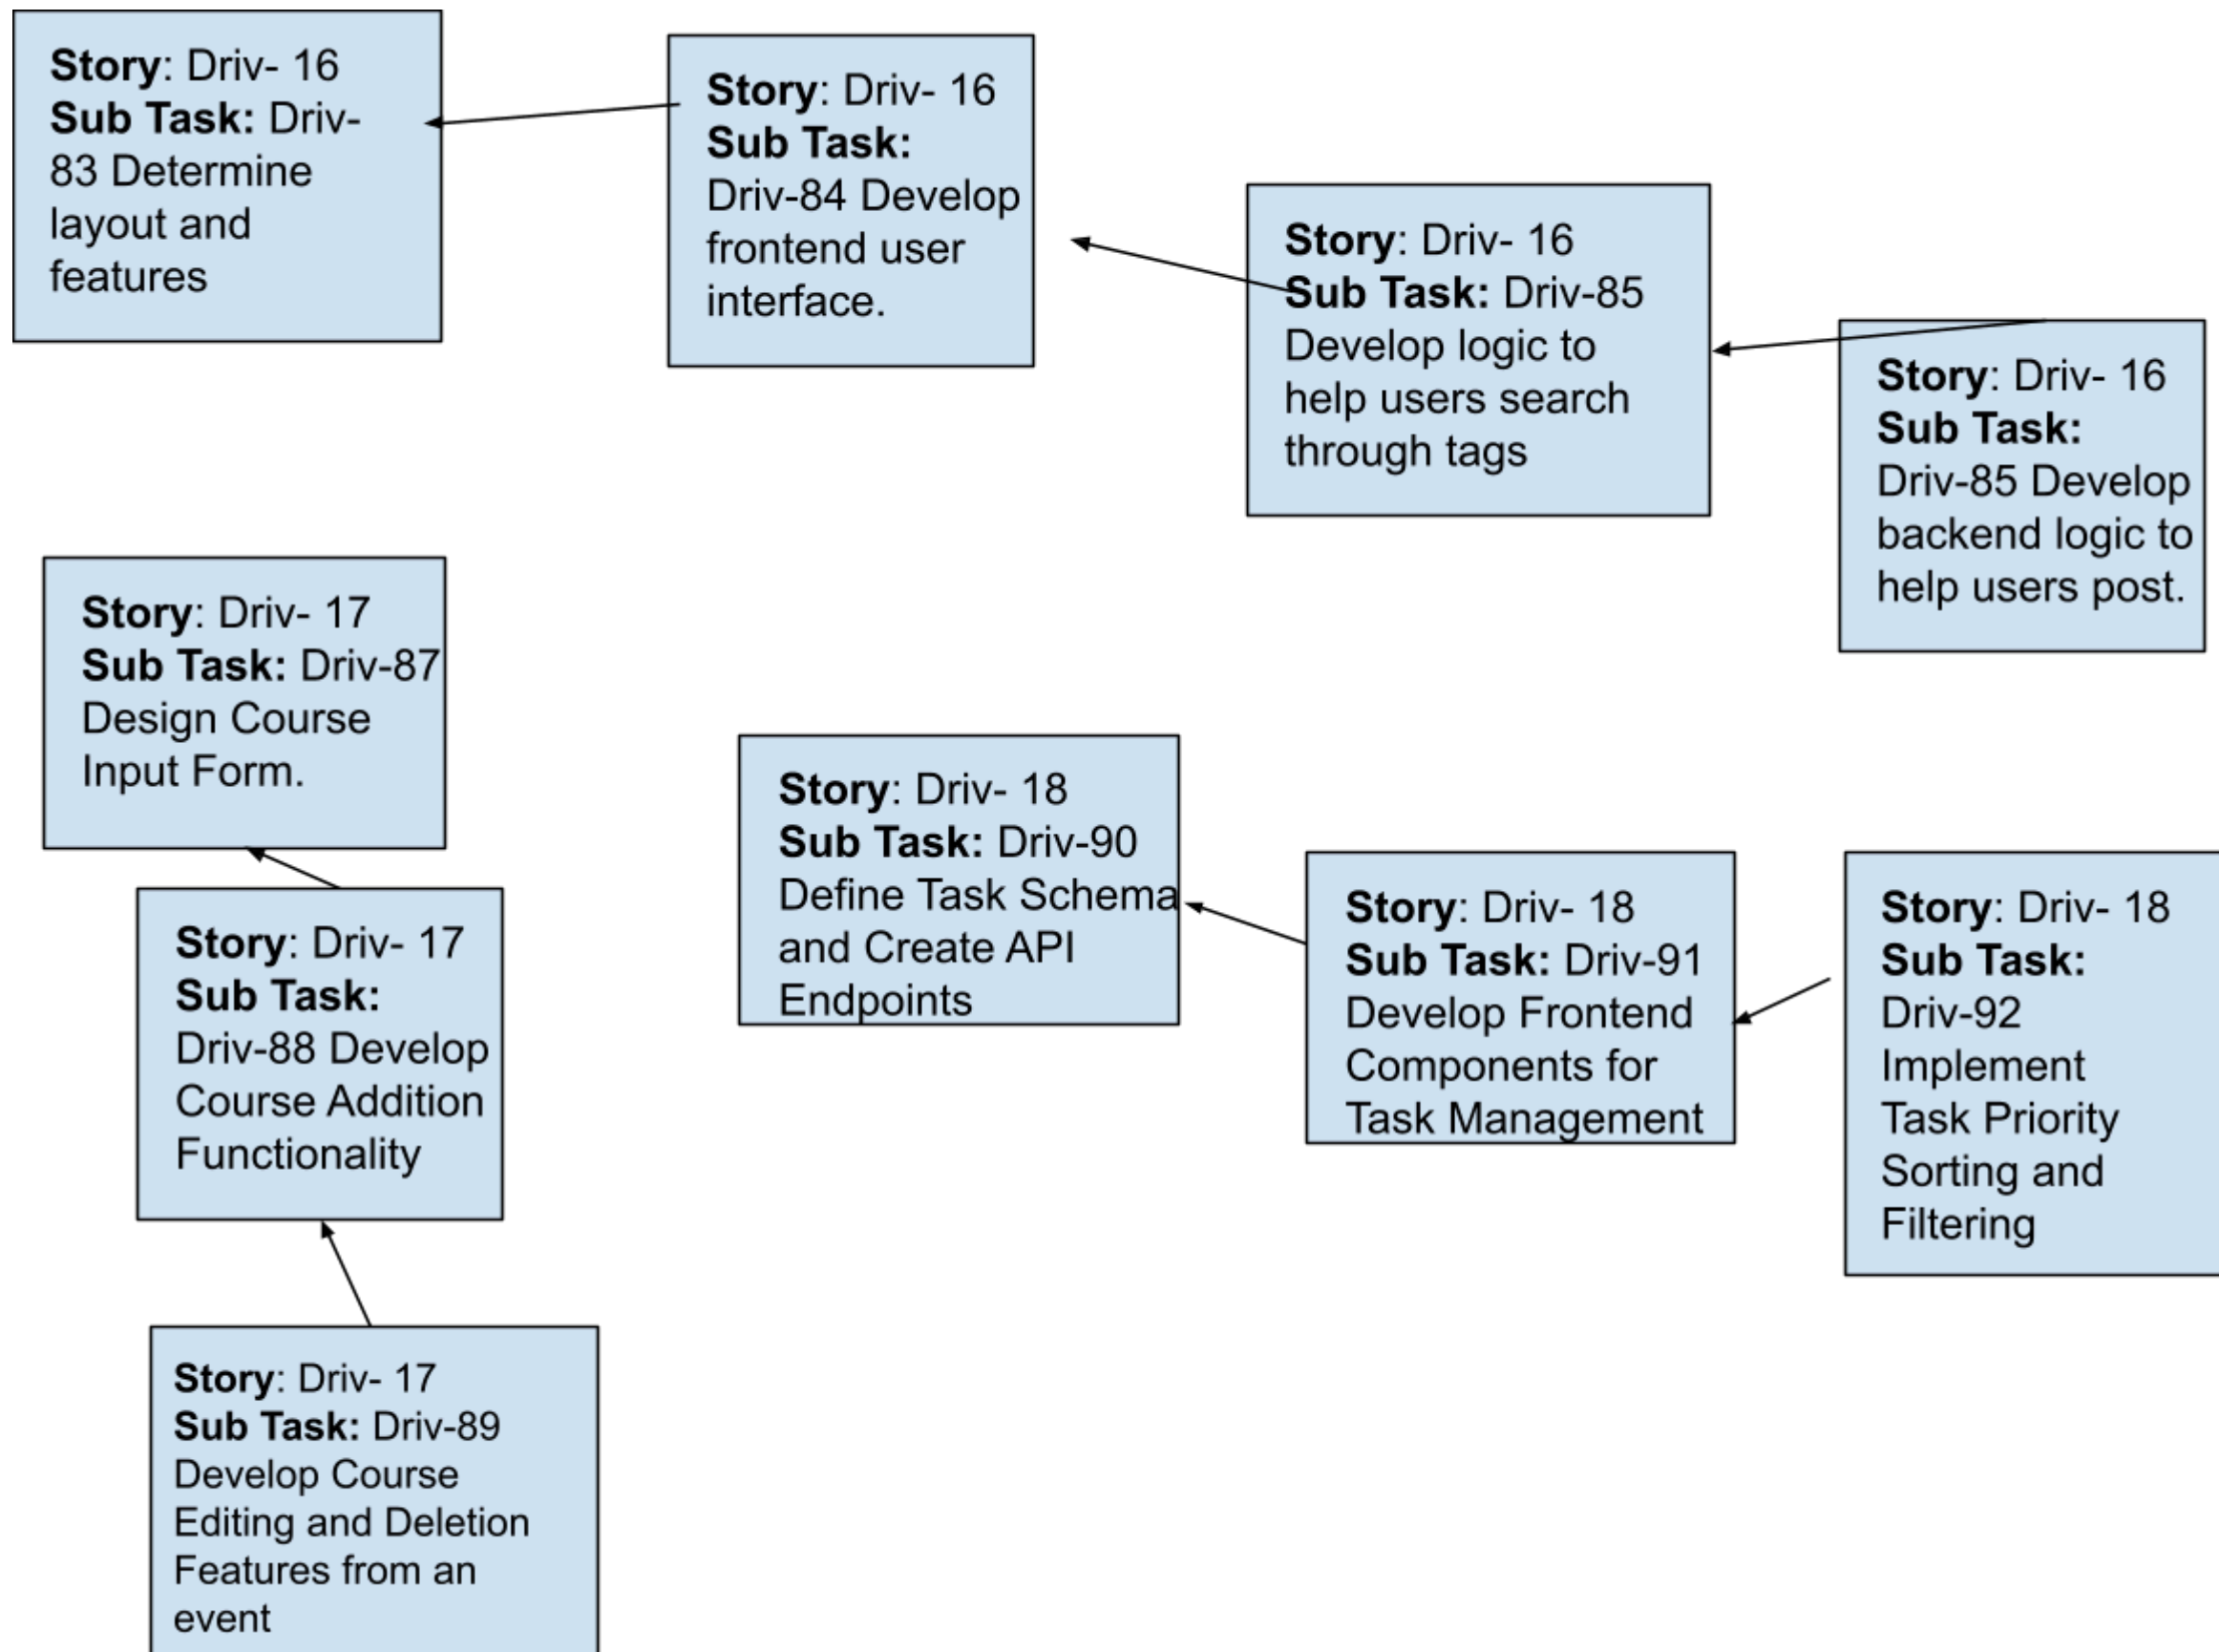 Story: Driv- 16
Sub Task: Driv-
83 Determine
layout and
features
Story: Driv- 16
Sub Task:
Driv-84 Develop
frontend user
interface.
Story: Driv- 16
Sub Task: Driv-85
Develop logic to
help users search
through tags
Story: Driv- 16
Sub Task:
Driv-85 Develop
backend logic to
help users post.
Story: Driv- 17
Sub Task: Driv-87
Design Course
Input Form.
Story: Driv- 17
Sub Task:
Driv-88 Develop
Course Addition
Functionality
Story: Driv- 17
Sub Task: Driv-89
Develop Course
Editing and Deletion
Features from an
event
Story: Driv- 18
Sub Task: Driv-90
Define Task Schema
and Create API
Endpoints
Story: Driv- 18
Sub Task: Driv-91
Develop Frontend
Components for
Task Management
Story: Driv- 18
Sub Task:
Driv-92
Implement
Task Priority
Sorting and
Filtering